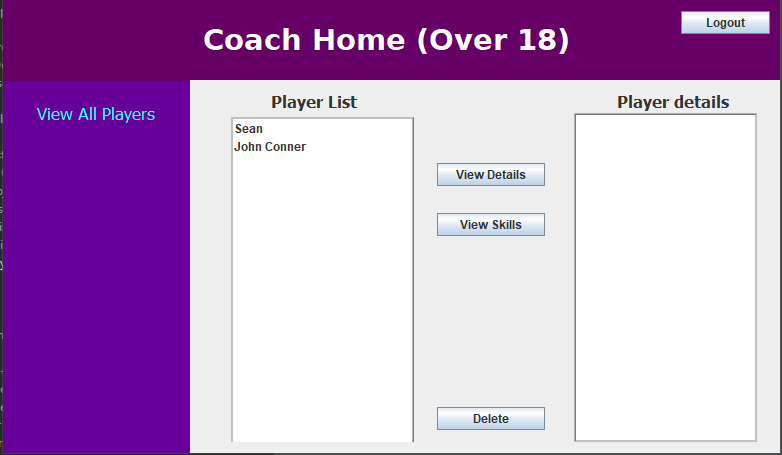 Coach Home (Over 18)
Logout
View All Players
Player List
Sean
John Conner
View Details
View Skills
Delete
Player details